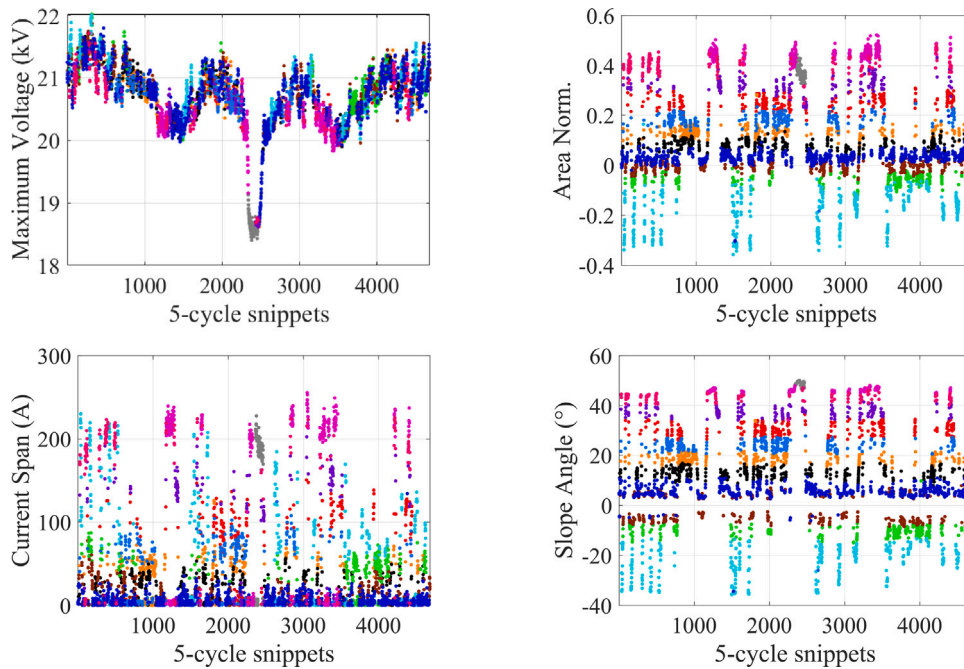 Maximum Voltage (kV)
22
21
20
19
18
1000 2000 3000 4000
5-cycle snippets
Area Norm.
0.6
0.4
0.2
0
-0.2
-0.4
1000 2000 3000 4000
5-cycle snippets
Current Span (A)
300
200
100
0
1000 2000 3000 4000
5-cycle snippets
Slope Angle (°)
60
40
20
0
-20
-40
1000 2000 3000 4000
5-cycle snippets